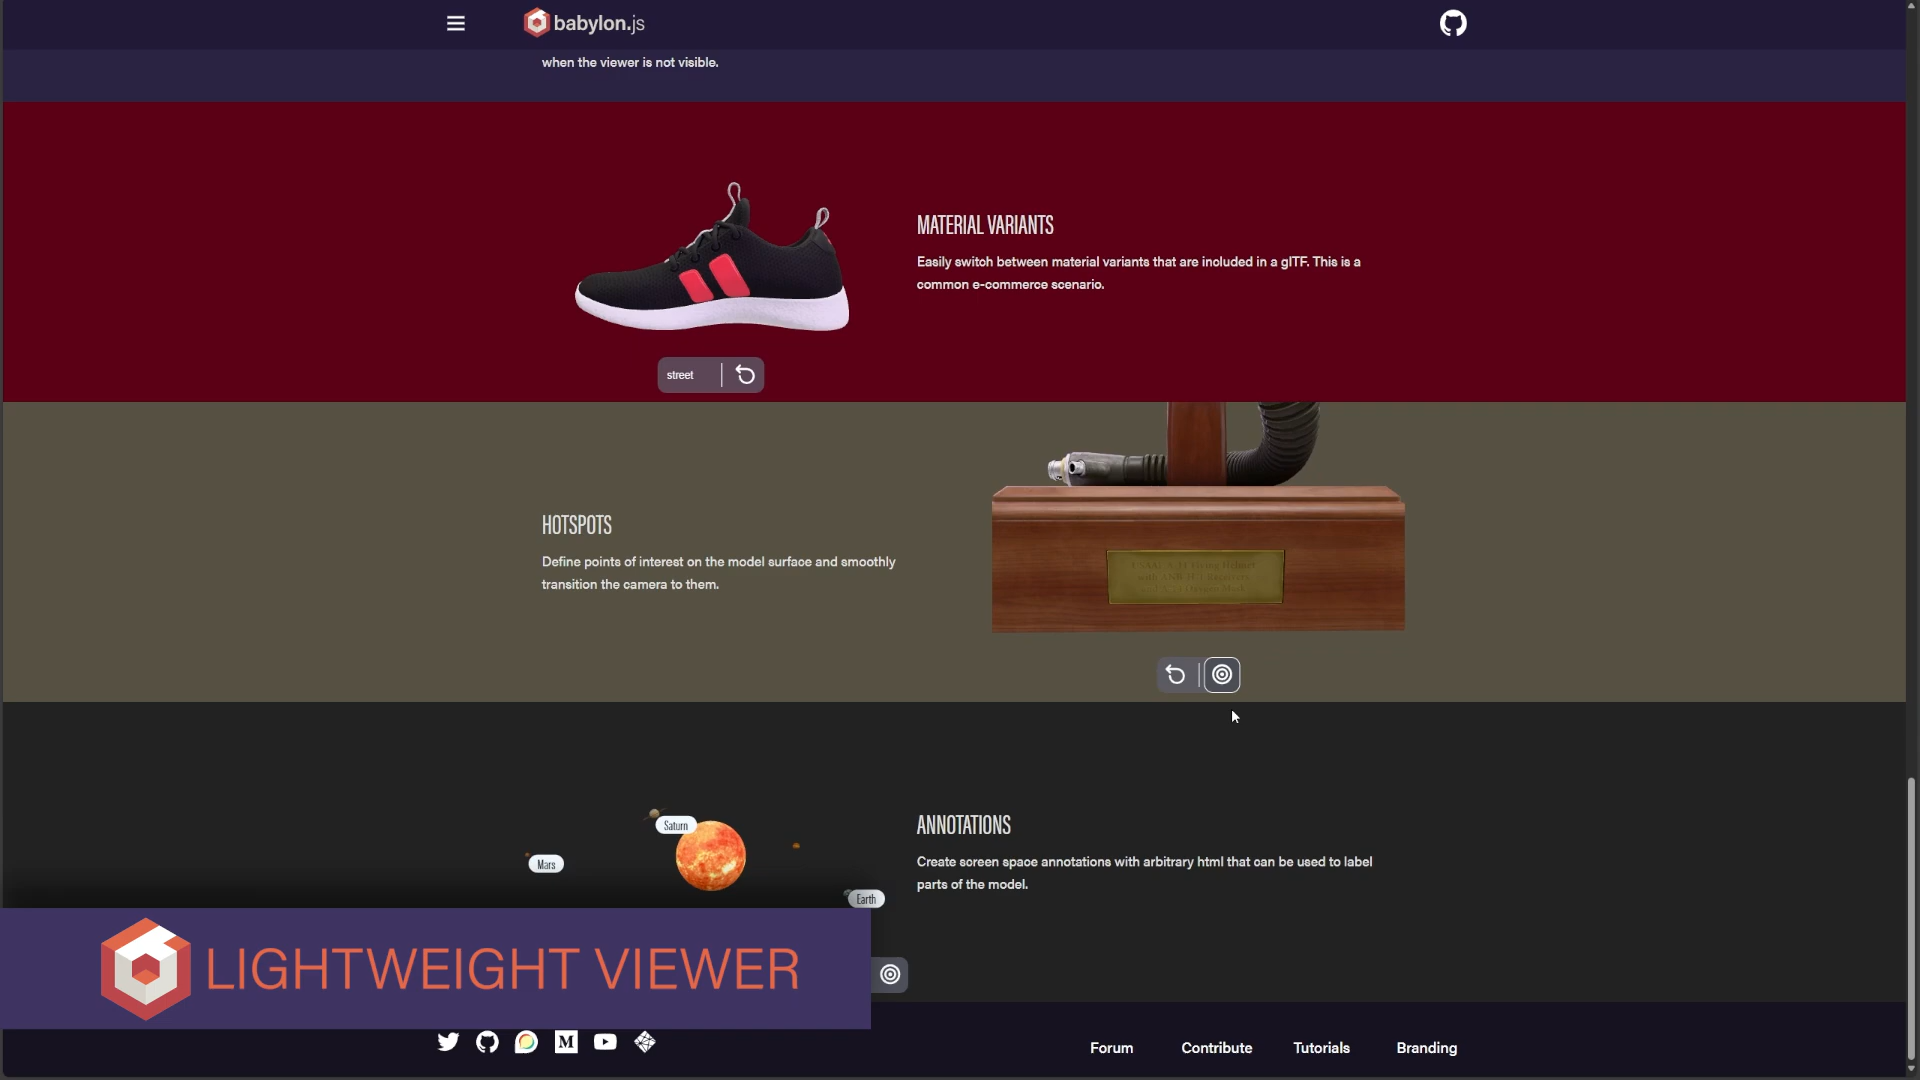 babylon.js
when the viewer is not visible.
MATERIAL VARIANTS
Easily switch between material variants that are included in a glTF. This is a
common e-commerce scenario.
street
HOTSPOTS
Define points of interest on the model surface and smoothly
transition the camera to them.
ANNOTATIONS
Create screen space annotations with arbitrary html that can be used to label
parts of the model.
Saturn
Mars
Earth
LIGHTWEIGHT VIEWER
M
Forum Contribute Tutorials Branding